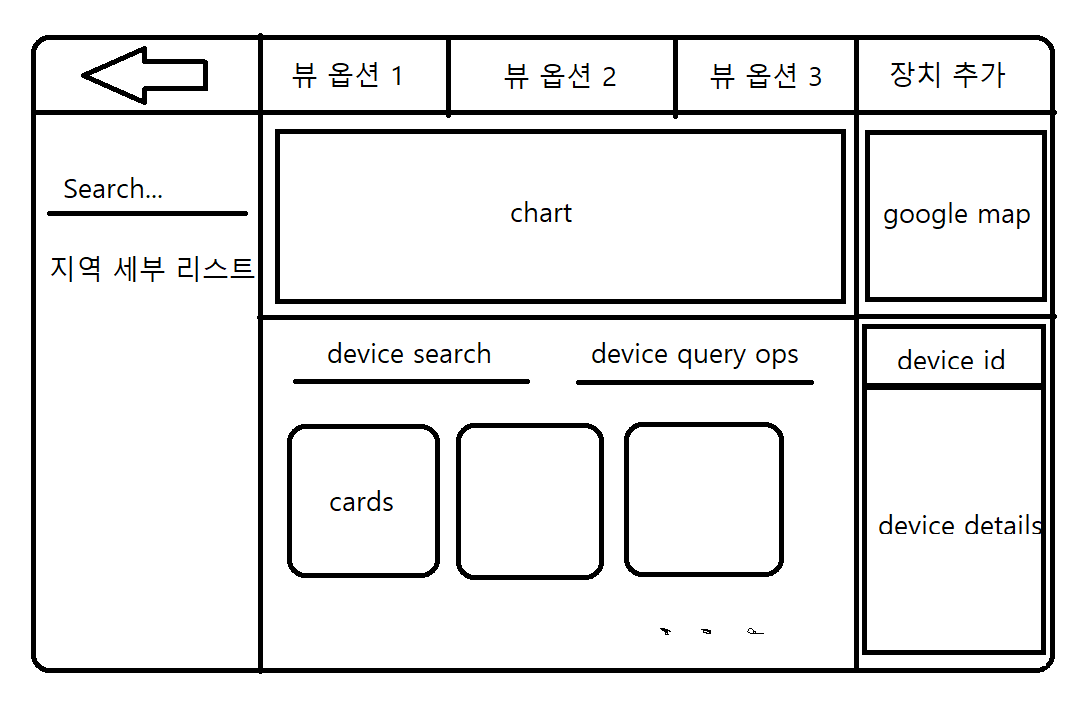 뷰 옵션 1
뷰 옵션 2
뷰 옵션 3
장치 추가
Search...
지역 세부 리스트
chart
google map
device search
device query ops
device id
cards
device details